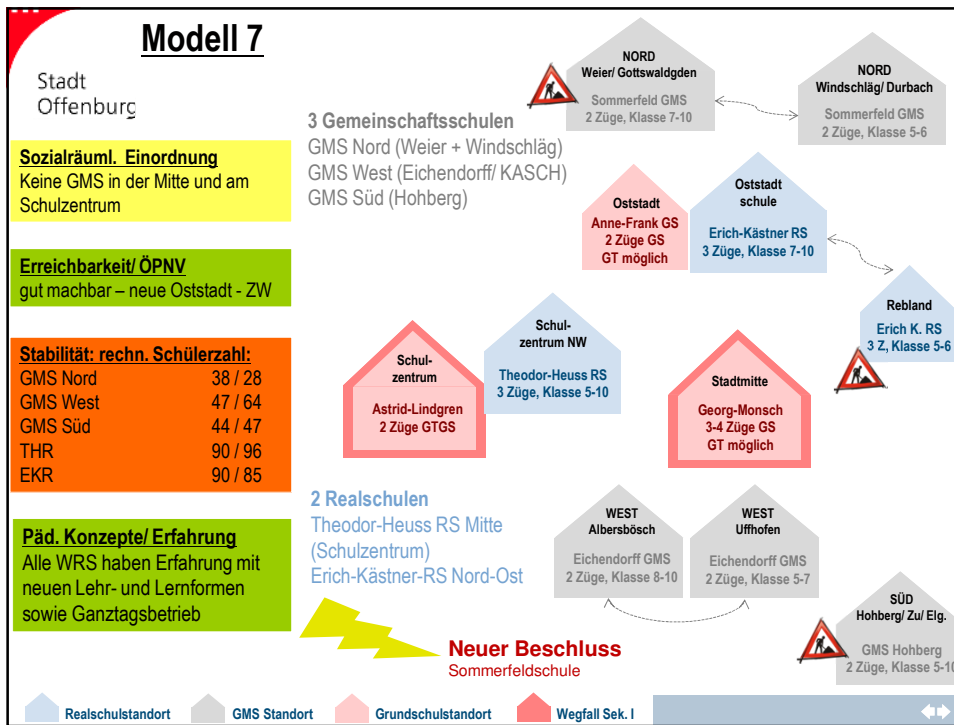 Modell 7
Stadt
Offenburg
Sozialräuml. Einordnung
Keine GMS in der Mitte und am
Schulzentrum
Erreichbarkeit/ ÖPNV
gut machbar – neue Oststadt - ZW
Stabilität: rechn. Schülerzahl:
GMS Nord 38 / 28
GMS West 47 / 64
GMS Süd 44 / 47
THR 90 / 96
EKR 90 / 85
Päd. Konzepte/ Erfahrung
Alle WRS haben Erfahrung mit
neuen Lehr- und Lernformen
sowie Ganztagsbetrieb
3 Gemeinschaftsschulen
GMS Nord (Weier + Windschläg)
GMS West (Eichendorff/ KASCH)
GMS Süd (Hohberg)
NORD
Weier/ Gottswaldgden
Sommerfeld GMS
2 Züge, Klasse 7-10
NORD
Windschläg/ Durbach
Sommerfeld GMS
2 Züge, Klasse 5-6
Oststadt
Anne-Frank GS
2 Züge GS
GT möglich
Oststadt
schule
Erich-Kästner RS
3 Züge, Klasse 7-10
Rebland
Erich K. RS
3 Z, Klasse 5-6
Schul-
zentrum
Astrid-Lindgren
2 Züge GTGS
Schul-
zentrum NW
Theodor-Heuss RS
3 Züge, Klasse 5-10
Stadtmitte
Georg-Monsch
3-4 Züge GS
GT möglich
2 Realschulen
Theodor-Heuss RS Mitte
(Schulzentrum)
Erich-Kästner-RS Nord-Ost
WEST
Albersbösch
Eichendorff GMS
2 Züge, Klasse 8-10
WEST
Uffhofen
Eichendorff GMS
2 Züge, Klasse 5-7
SÜD
Hohberg/ Zu/ Elg.
GMS Hohberg
2 Züge, Klasse 5-10
Neuer Beschluss
Sommerfeldschule
Realschulstandort
GMS Standort
Grundschulstandort
Wegfall Sek. I